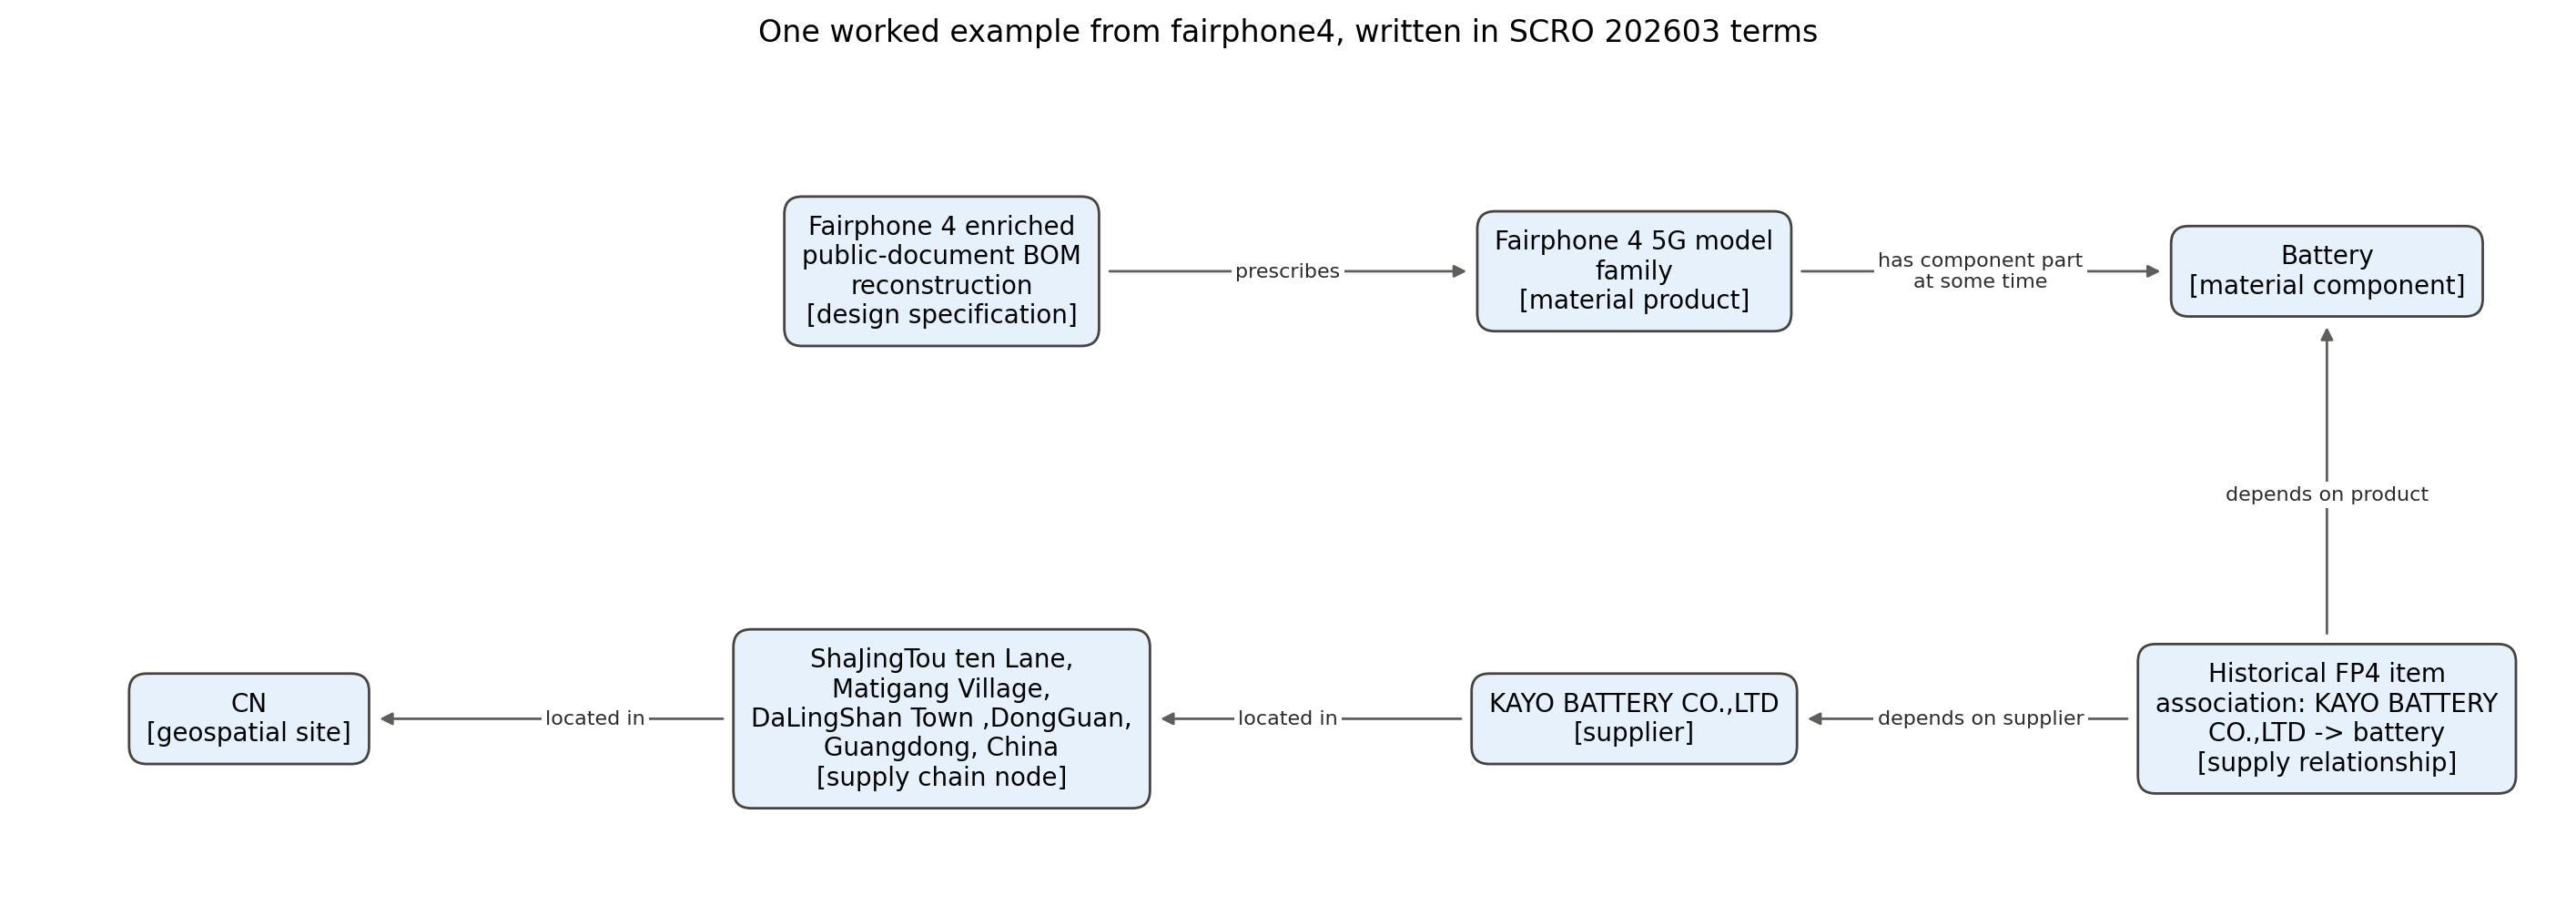 One worked example from fairphone4, written in SCRO 202603 terms
Fairphone 4 enriched
public-document BOM
reconstruction
[design specification]
prescribes
Fairphone 4 5G model
family
[material product]
has component part
at some time
Battery
[material component]
depends on product
CN
[geospatial site]
located in
ShaJingTou ten Lane,
Matigang Village,
DaLingShan Town ,DongGuan,
Guangdong, China
[supply chain node]
located in
KAYO BATTERY CO.,LTD
[supplier]
depends on supplier
Historical FP4 item
association: KAYO BATTERY
CO.,LTD -> battery
[supply relationship]